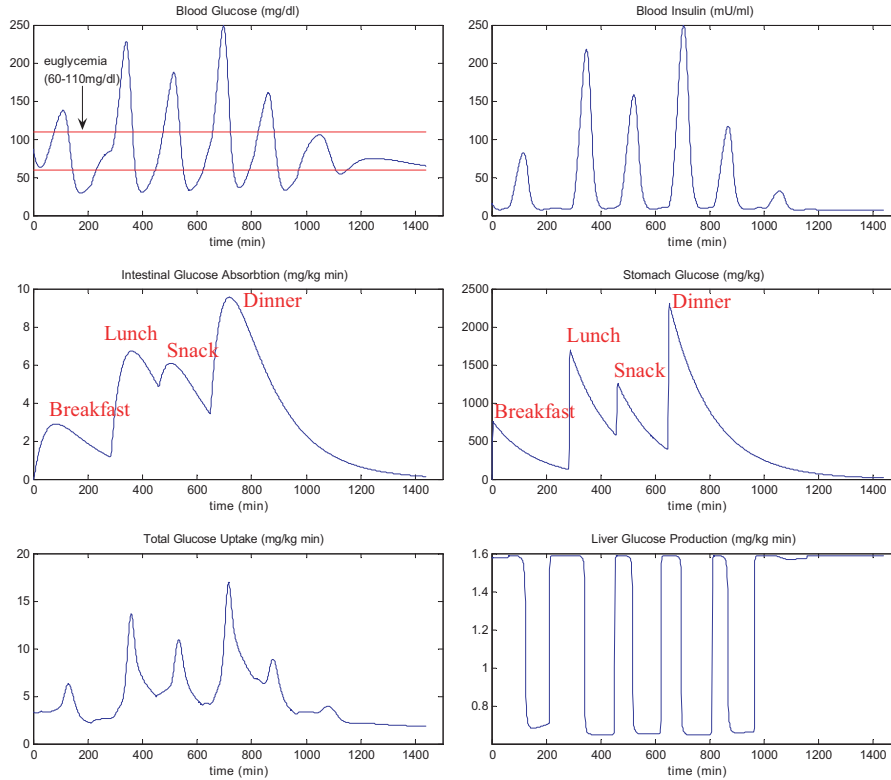 Blood Glucose (mg/dl)
250
200
150
100
50
0
euglycemia
(60-110mg/dl)
0 200 400 600 800 1000 1200 1400
time (min)
Blood Insulin (mU/ml)
250
200
150
100
50
0
0 200 400 600 800 1000 1200 1400
time (min)
Intestinal Glucose Absorbtion (mg/kg min)
10
8
6
4
2
0
Breakfast
Lunch
Snack
Dinner
0 200 400 600 800 1000 1200 1400
time (min)
Stomach Glucose (mg/kg)
2500
2000
1500
1000
500
0
Breakfast
Lunch
Snack
Dinner
0 200 400 600 800 1000 1200 1400
time (min)
Total Glucose Uptake (mg/kg min)
20
15
10
5
0
0 200 400 600 800 1000 1200 1400
time (min)
Liver Glucose Production (mg/kg min)
1.6
1.4
1.2
1
0.8
0 200 400 600 800 1000 1200 1400
time (min)